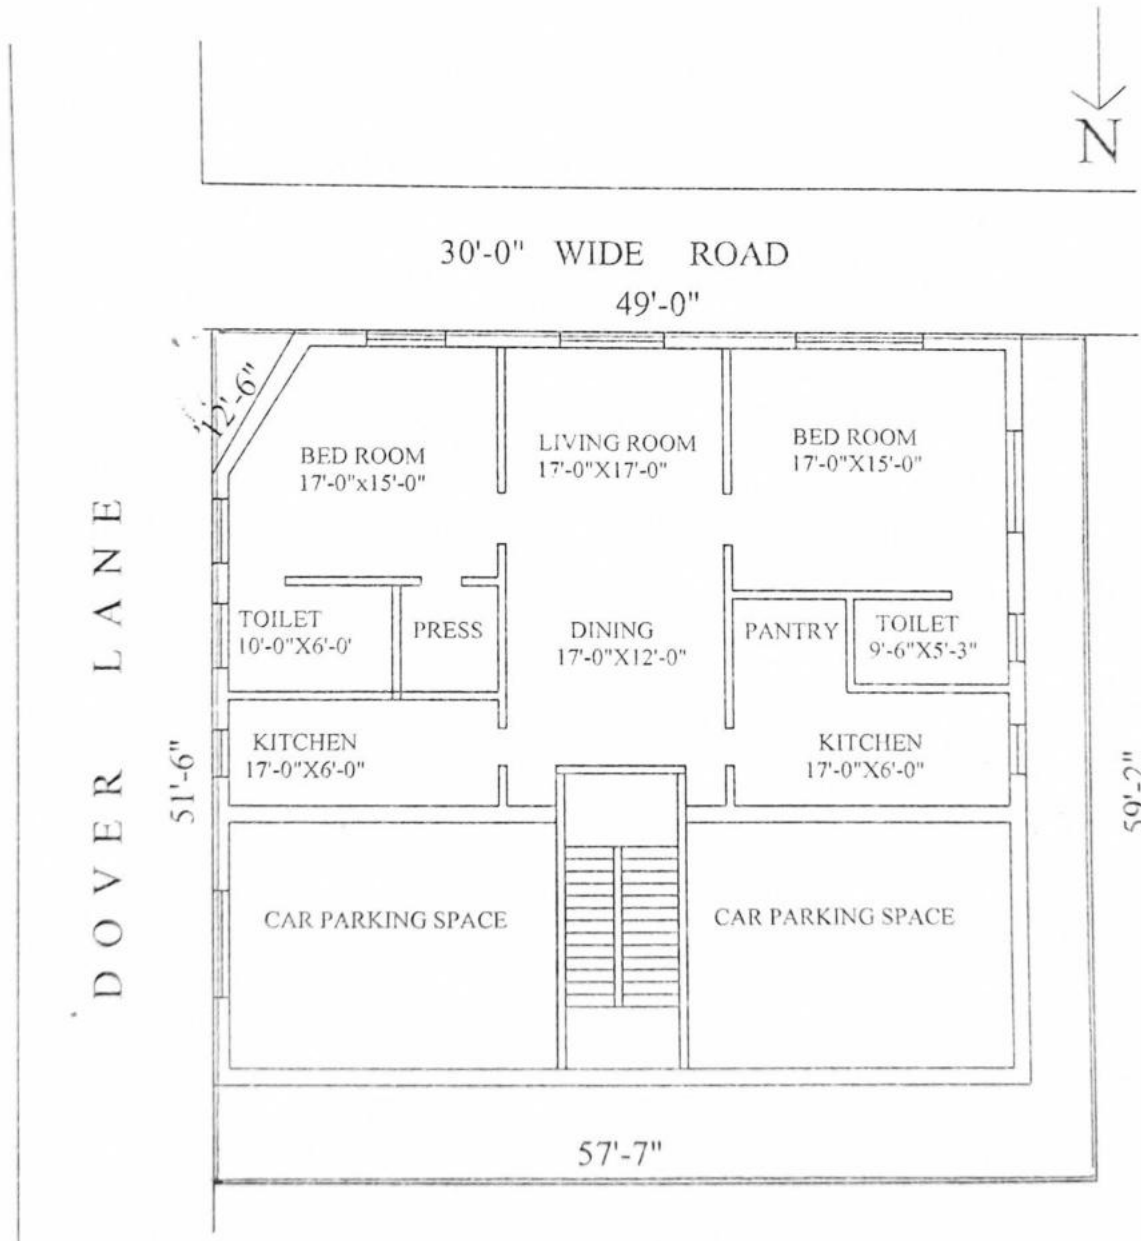 N
30'-0" WIDE ROAD
49'-0"
12'-6"
BED ROOM
17'-0"x15'-0"
LIVING ROOM
17'-0"X17'-0"
BED ROOM
17'-0"X15'-0"
DOVER LANE
TOILET
10'-0"X6'-0'
PRESS
DINING
17'-0"X12'-0"
PANTRY
TOILET
9'-6"X5'-3"
KITCHEN
17'-0"X6'-0"
KITCHEN
17'-0"X6'-0"
51'-6"
59'-2"
CAR PARKING SPACE
CAR PARKING SPACE
57'-7"